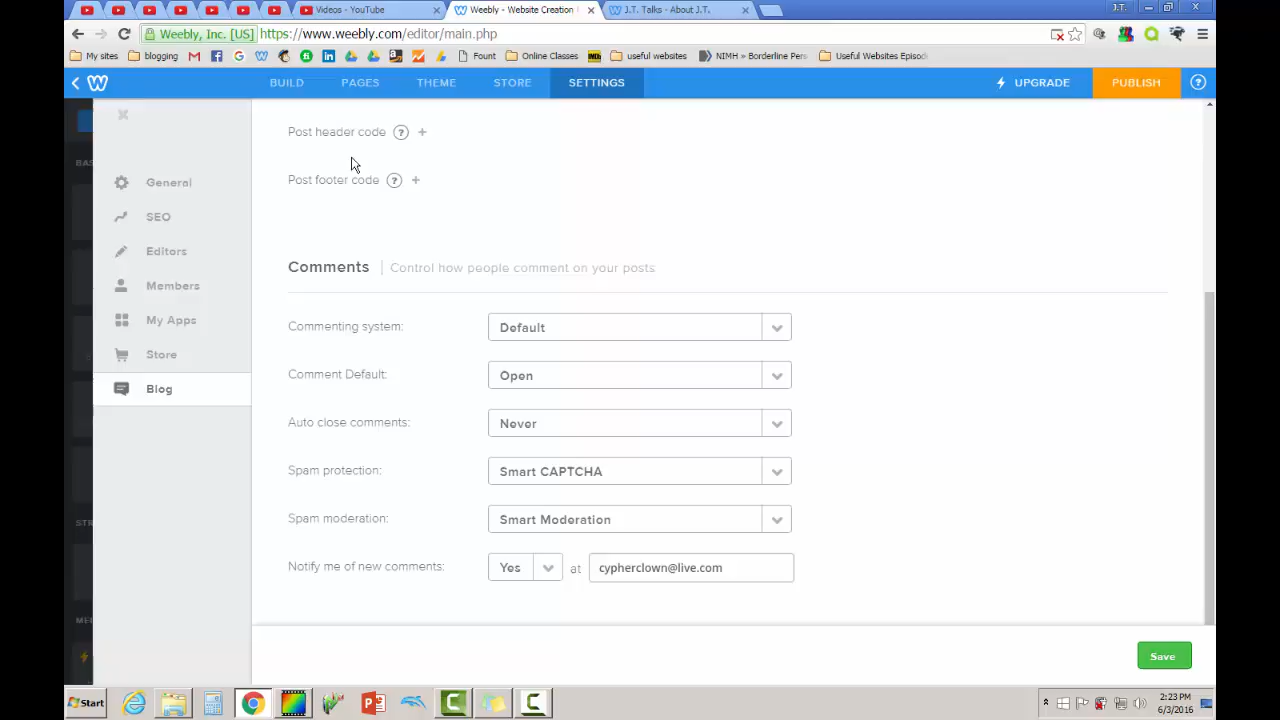 Videos - YouTube
Weebly - Website Creation
J.T. Talks - About J.T.
J.T.
Weebly, Inc. [US]
https://www.weebly.com/editor/main.php
My sites
blogging
Fount
Online Classes
useful websites
NIMH » Borderline Pers
Useful Websites Episod
BUILD
PAGES
THEME
STORE
SETTINGS
UPGRADE
PUBLISH
?
General
SEO
Editors
Members
My Apps
Store
Blog
Post header code ? +
Post footer code ? +
Comments | Control how people comment on your posts
Commenting system: Default
Comment Default: Open
Auto close comments: Never
Spam protection: Smart CAPTCHA
Spam moderation: Smart Moderation
Notify me of new comments: Yes at cypherclown@live.com
Save
Start
2:23 PM
6/3/2016